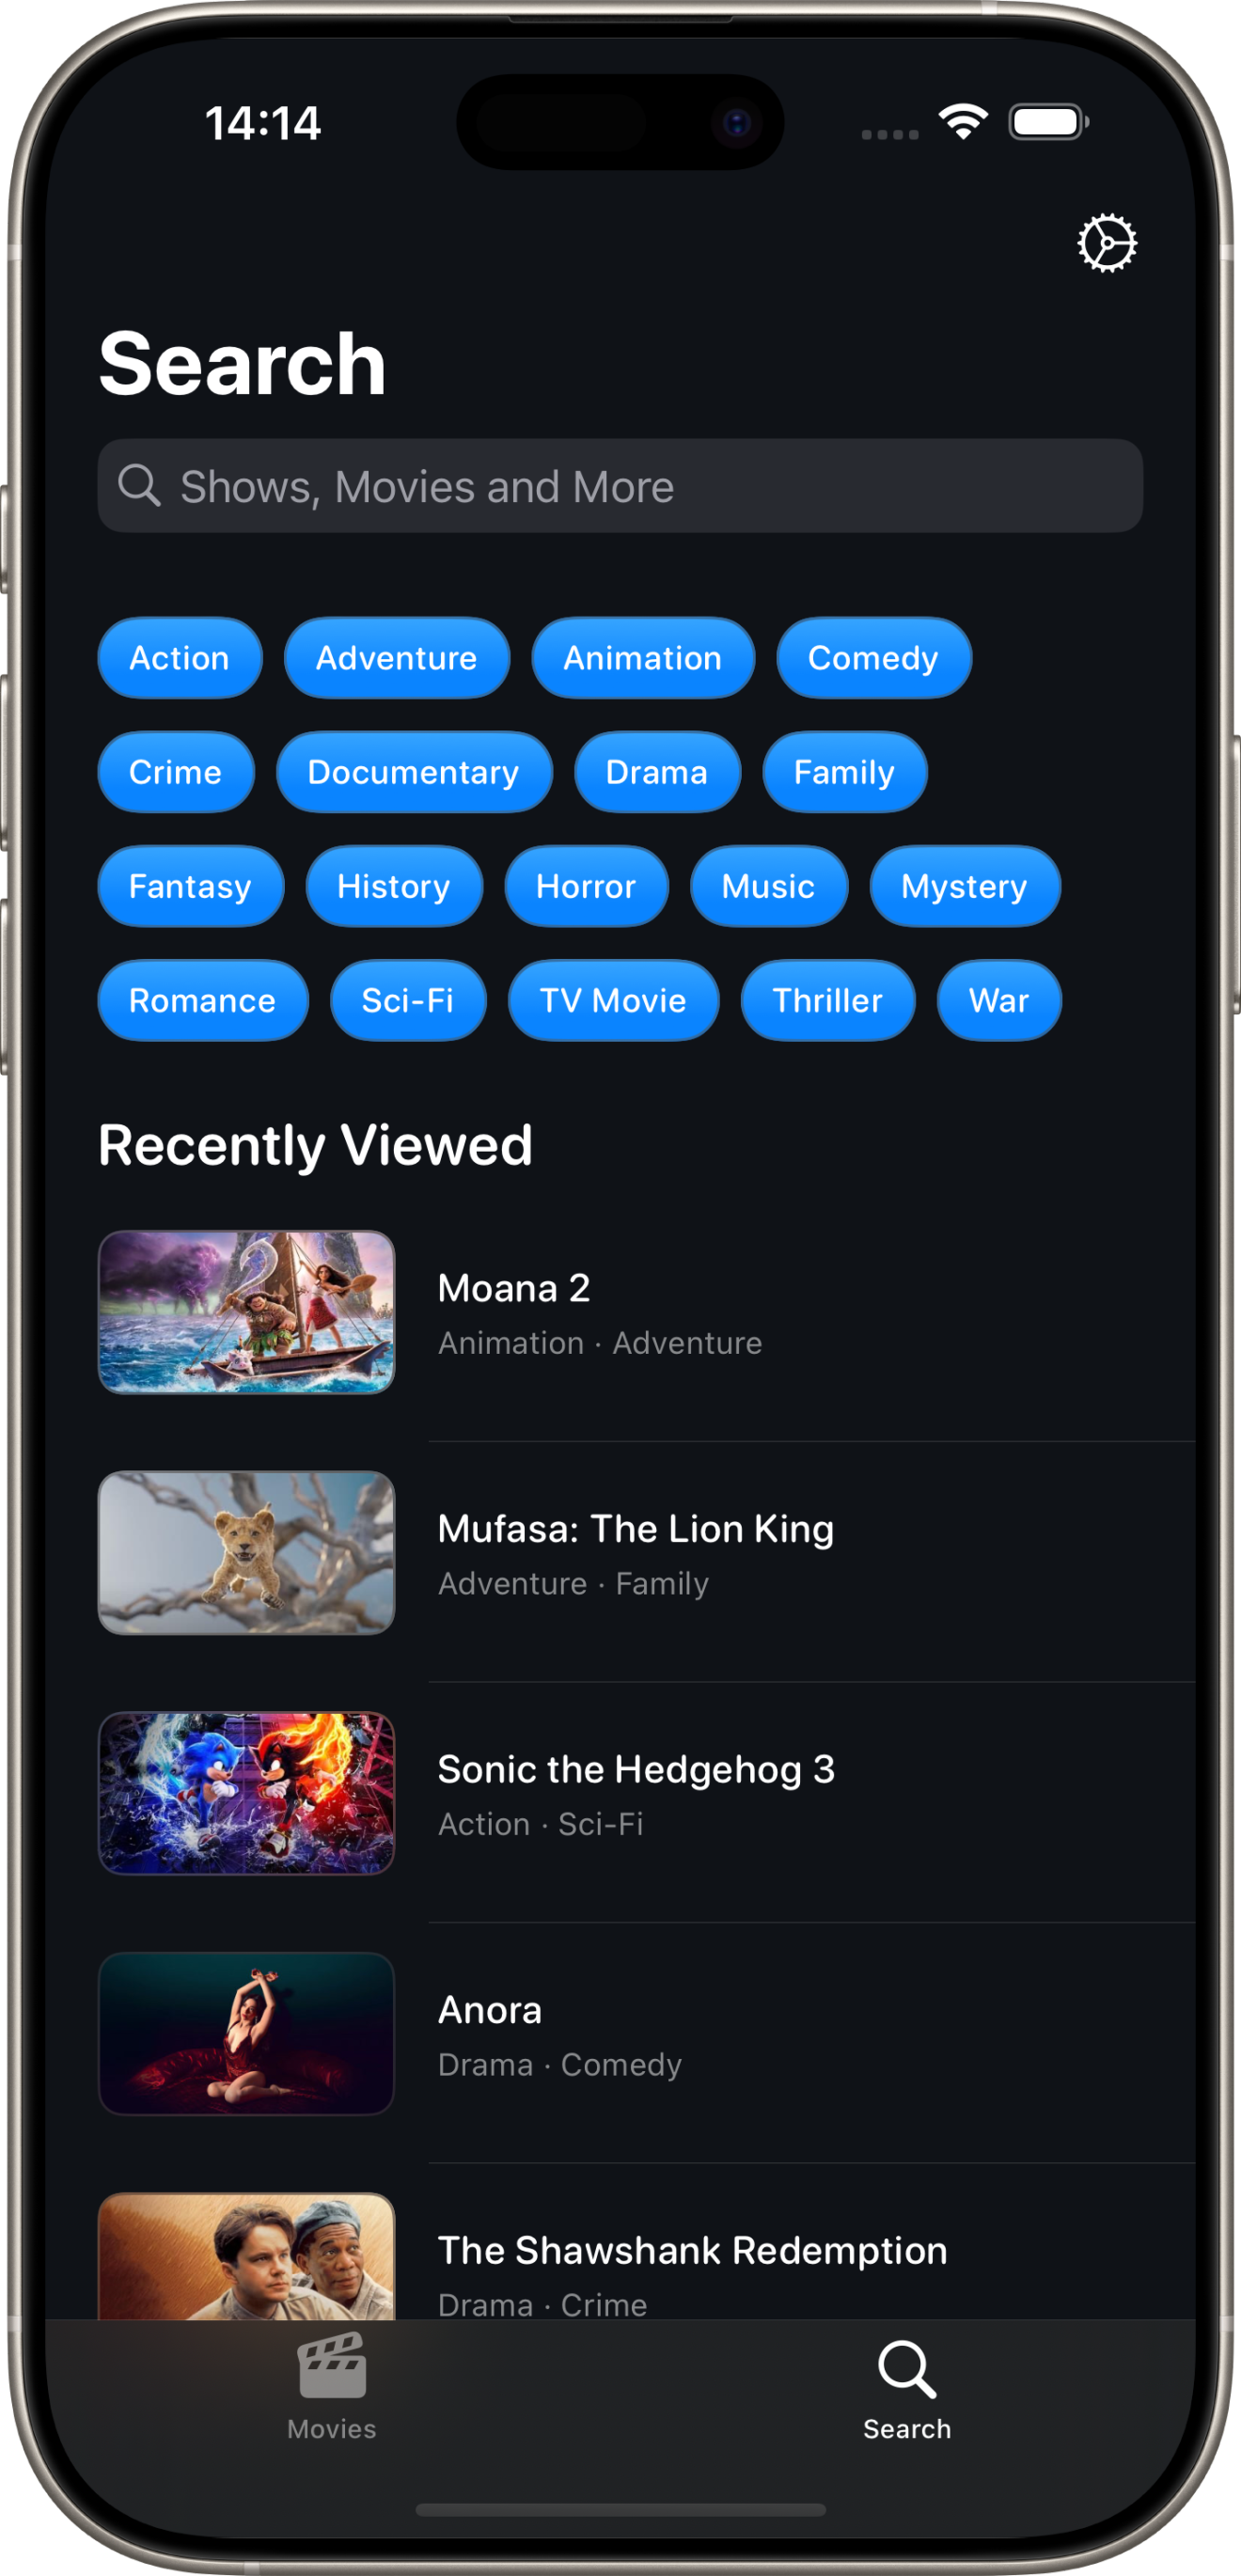 14:14
Search
Shows, Movies and More
Action Adventure Animation Comedy
Crime Documentary Drama Family
Fantasy History Horror Music Mystery
Romance Sci-Fi TV Movie Thriller War
Recently Viewed
Moana 2
Animation · Adventure
Mufasa: The Lion King
Adventure · Family
Sonic the Hedgehog 3
Action · Sci-Fi
Anora
Drama · Comedy
The Shawshank Redemption
Drama · Crime
Movies Search